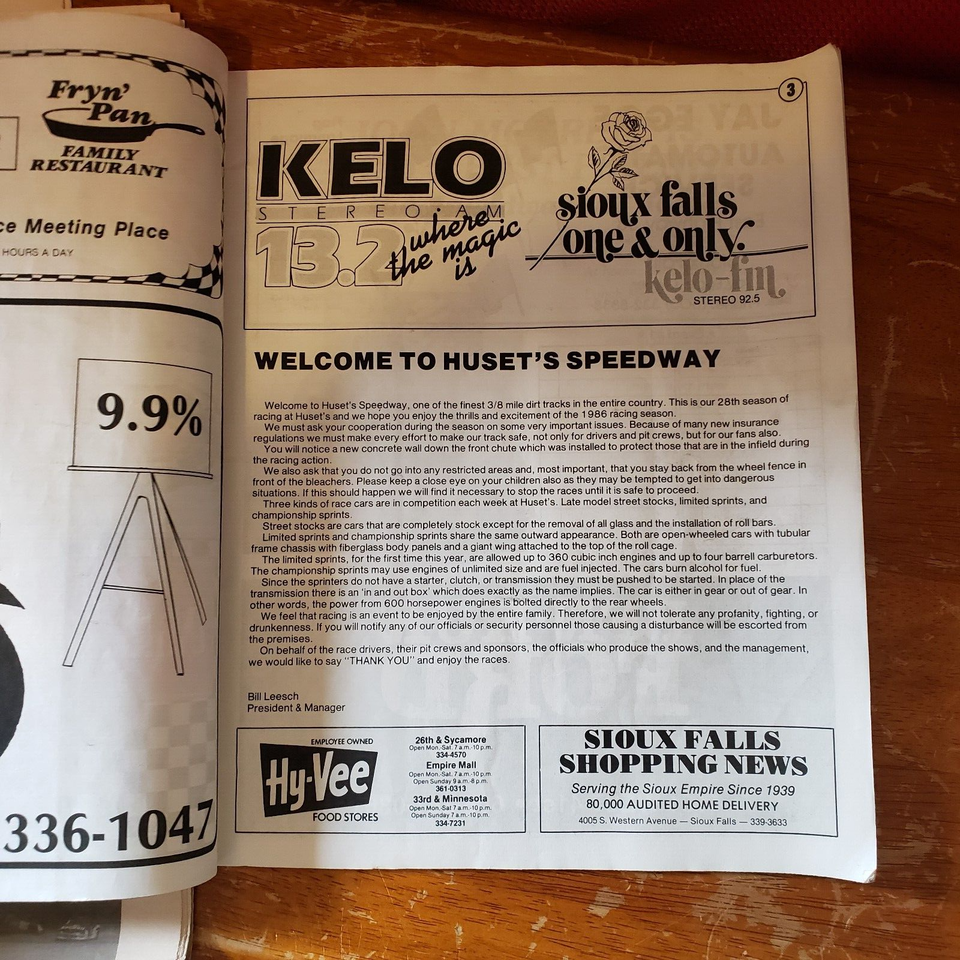 Fryn'
Pan
FAMILY
RESTAURANT
ce Meeting Place
HOURS A DAY
9.9%
336-1047
3
KELO
STEREO·AM
13.2
where
the magic
is
sioux falls
one & only.
kelo-fm
STEREO 92.5
WELCOME TO HUSET'S SPEEDWAY
Welcome to Huset's Speedway, one of the finest 3/8 mile dirt tracks in the entire country. This is our 28th season of
racing at Huset's and we hope you enjoy the thrills and excitement of the 1986 racing season.
We must ask your cooperation during the season on some very important issues. Because of many new insurance
regulations we must make every effort to make our track safe, not only for drivers and pit crews, but for our fans also.
You will notice a new concrete wall down the front chute which was installed to protect those that are in the infield during
the racing action.
We also ask that you do not go into any restricted areas and, most important, that you stay back from the wheel fence in
front of the bleachers. Please keep a close eye on your children also as they may be tempted to get into dangerous
situations. If this should happen we will find it necessary to stop the races until it is safe to proceed.
Three kinds of race cars are in competition each week at Huset's. Late model street stocks, limited sprints, and
championship sprints.
Street stocks are cars that are completely stock except for the removal of all glass and the installation of roll bars.
Limited sprints and championship sprints share the same outward appearance. Both are open-wheeled cars with tubular
frame chassis with fiberglass body panels and a giant wing attached to the top of the roll cage.
The limited sprints, for the first time this year, are allowed up to 360 cubic inch engines and up to four barrell carburetors.
The championship sprints may use engines of unlimited size and are fuel injected. The cars burn alcohol for fuel.
Since the sprinters do not have a starter, clutch, or transmission they must be pushed to be started. In place of the
transmission there is an 'in and out box' which does exactly as the name implies. The car is either in gear or out of gear. In
other words, the power from 600 horsepower engines is bolted directly to the rear wheels.
We feel that racing is an event to be enjoyed by the entire family. Therefore, we will not tolerate any profanity, fighting, or
drunkenness. If you will notify any of our officials or security personnel those causing a disturbance will be escorted from
the premises.
On behalf of the race drivers, their pit crews and sponsors, the officials who produce the shows, and the management,
we would like to say "THANK YOU" and enjoy the races.
Bill Leesch
President & Manager
EMPLOYEE OWNED
Hy-Vee
FOOD STORES
26th & Sycamore
Open Mon.-Sat. 7 a.m.-10 p.m.
334-4570
Empire Mall
Open Mon.-Sat. 7 a.m.-10 p.m.
Open Sunday 9 a.m.-8 p.m.
361-0313
33rd & Minnesota
Open Mon.-Sat. 7 a.m.-10 p.m.
Open Sunday 7 a.m.-10 p.m.
334-7231
SIOUX FALLS
SHOPPING NEWS
Serving the Sioux Empire Since 1939
80,000 AUDITED HOME DELIVERY
4005 S. Western Avenue — Sioux Falls — 339-3633